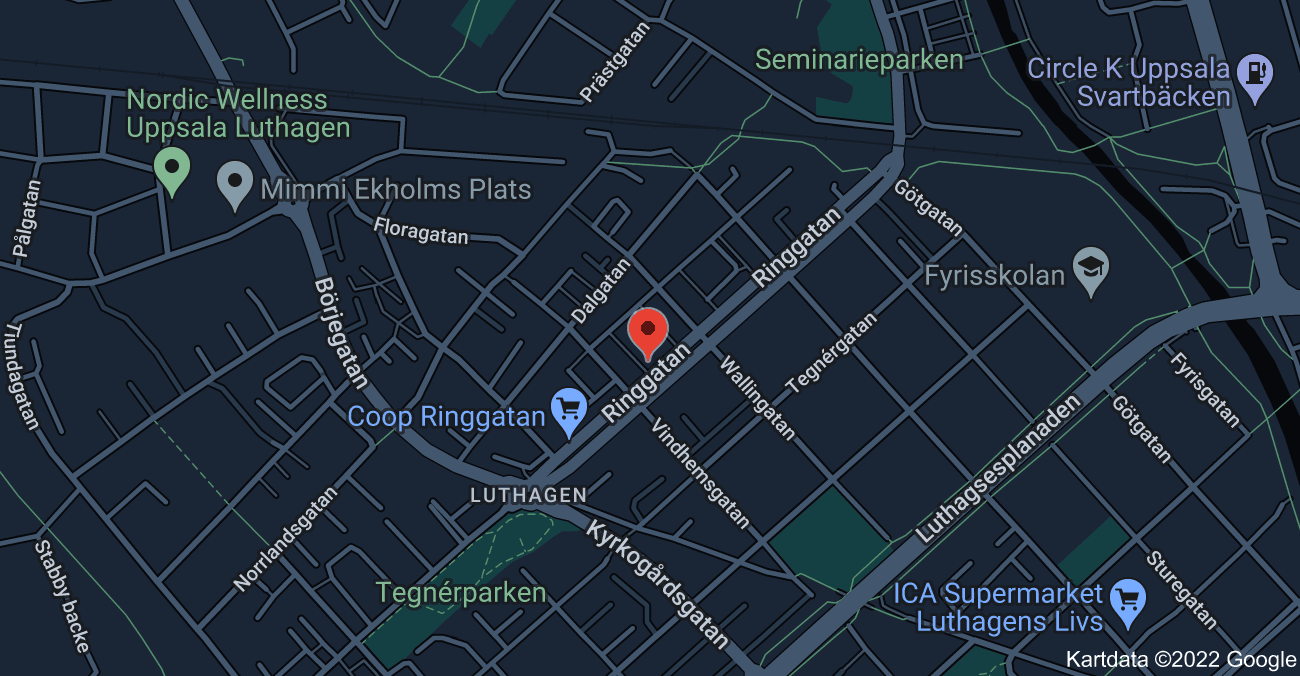 Prästgatan
Seminarieparken
Circle K Uppsala
Svartbäcken
Nordic Wellness
Uppsala Luthagen
Mimmi Ekholms Plats
Pålgatan
Floragatan
Götgatan
Ringgatan
Fyrisskolan
Dalgatan
Börjegatan
Tundagatan
Tegnérgatan
Ringgatan
Wallingatan
Fyrisgatan
Coop Ringgatan
Götgatan
Luthagsesplanaden
Vindhemsgatan
LUTHAGEN
Norrlandsgatan
Kyrkogårdsgatan
Stabby backe
Tegnérparken
Sturegatan
ICA Supermarket
Luthagens Livs
Kartdata ©2022 Google